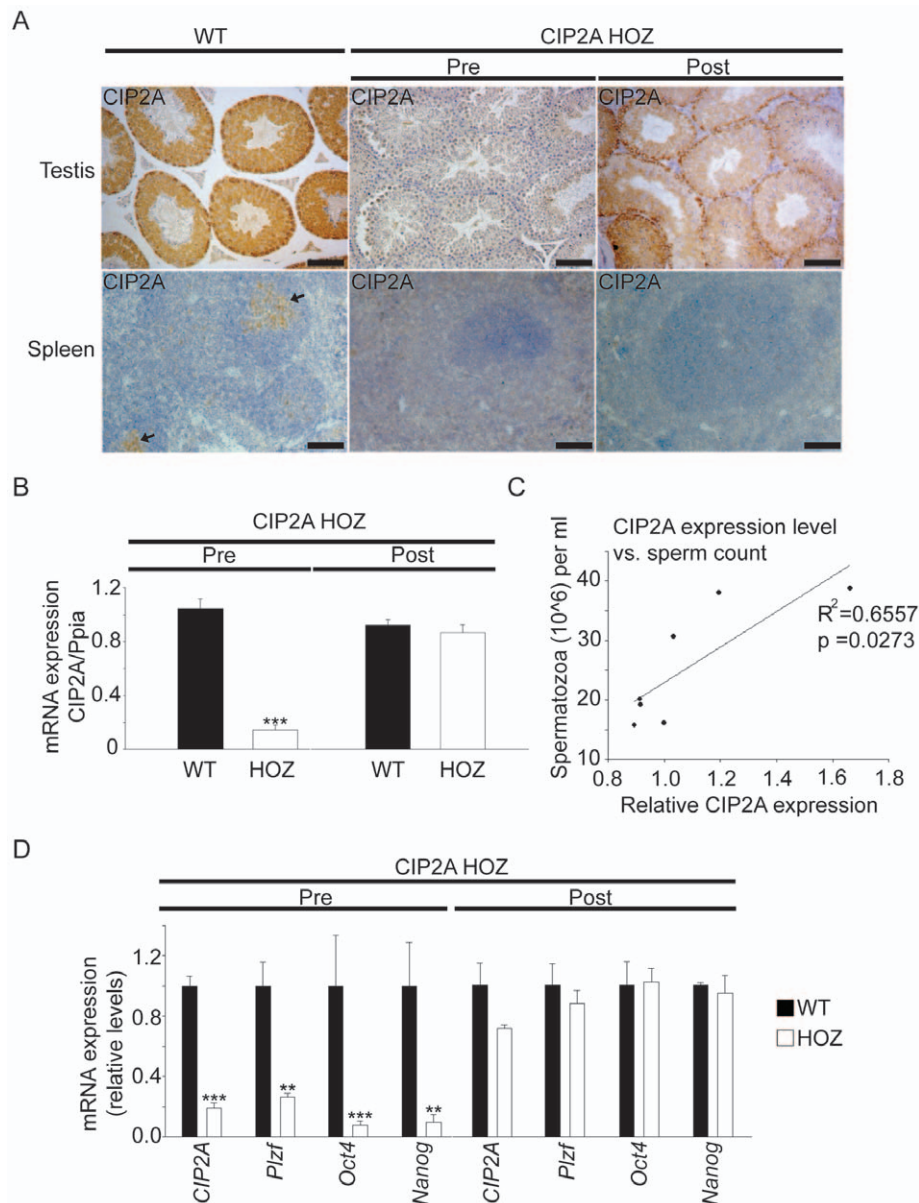 A
WT
CIP2A HOZ
Pre
Post
Testis
CIP2A
CIP2A
CIP2A
Spleen
CIP2A
CIP2A
CIP2A
B
CIP2A HOZ
Pre
Post
mRNA expression
CIP2A/Ppia
1.2
0.8
0.4
0
***
WT
HOZ
WT
HOZ
C
CIP2A expression level
vs. sperm count
Spermatozoa (10^6) per ml
40
30
20
10
R2=0.6557
p =0.0273
0.8
1.0
1.2
1.4
1.6
1.8
Relative CIP2A expression
D
CIP2A HOZ
Pre
Post
mRNA expression
(relative levels)
1.2
0.8
0.4
0.0
***
**
***
**
CIP2A
Plzf
Oct4
Nanog
CIP2A
Plzf
Oct4
Nanog
WT
HOZ